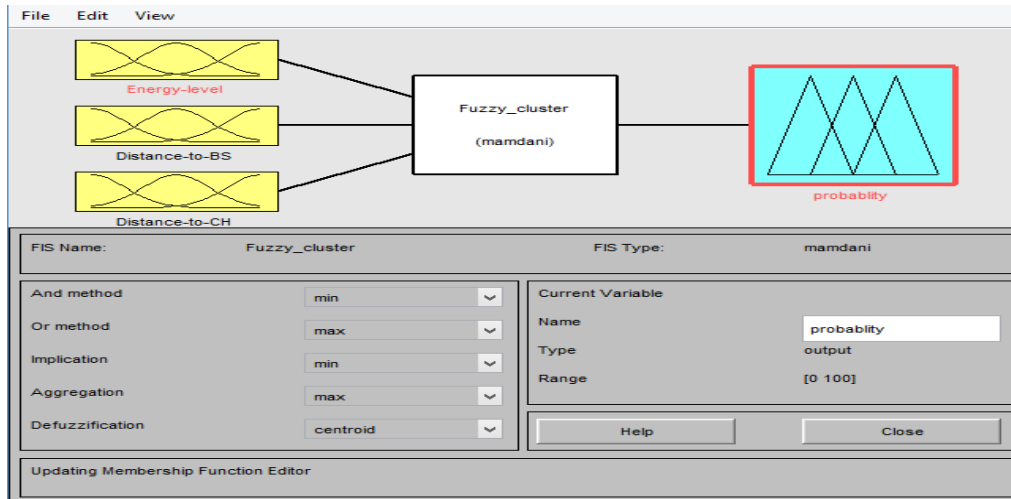 File Edit View
Energy-level
Distance-to-BS
Distance-to-CH
Fuzzy_cluster
(mamdani)
probablity
FIS Name: Fuzzy_cluster FIS Type: mamdani
And method min
Or method max
Implication min
Aggregation max
Defuzzification centroid
Current Variable
Name probablity
Type output
Range [0 100]
Help Close
Updating Membership Function Editor